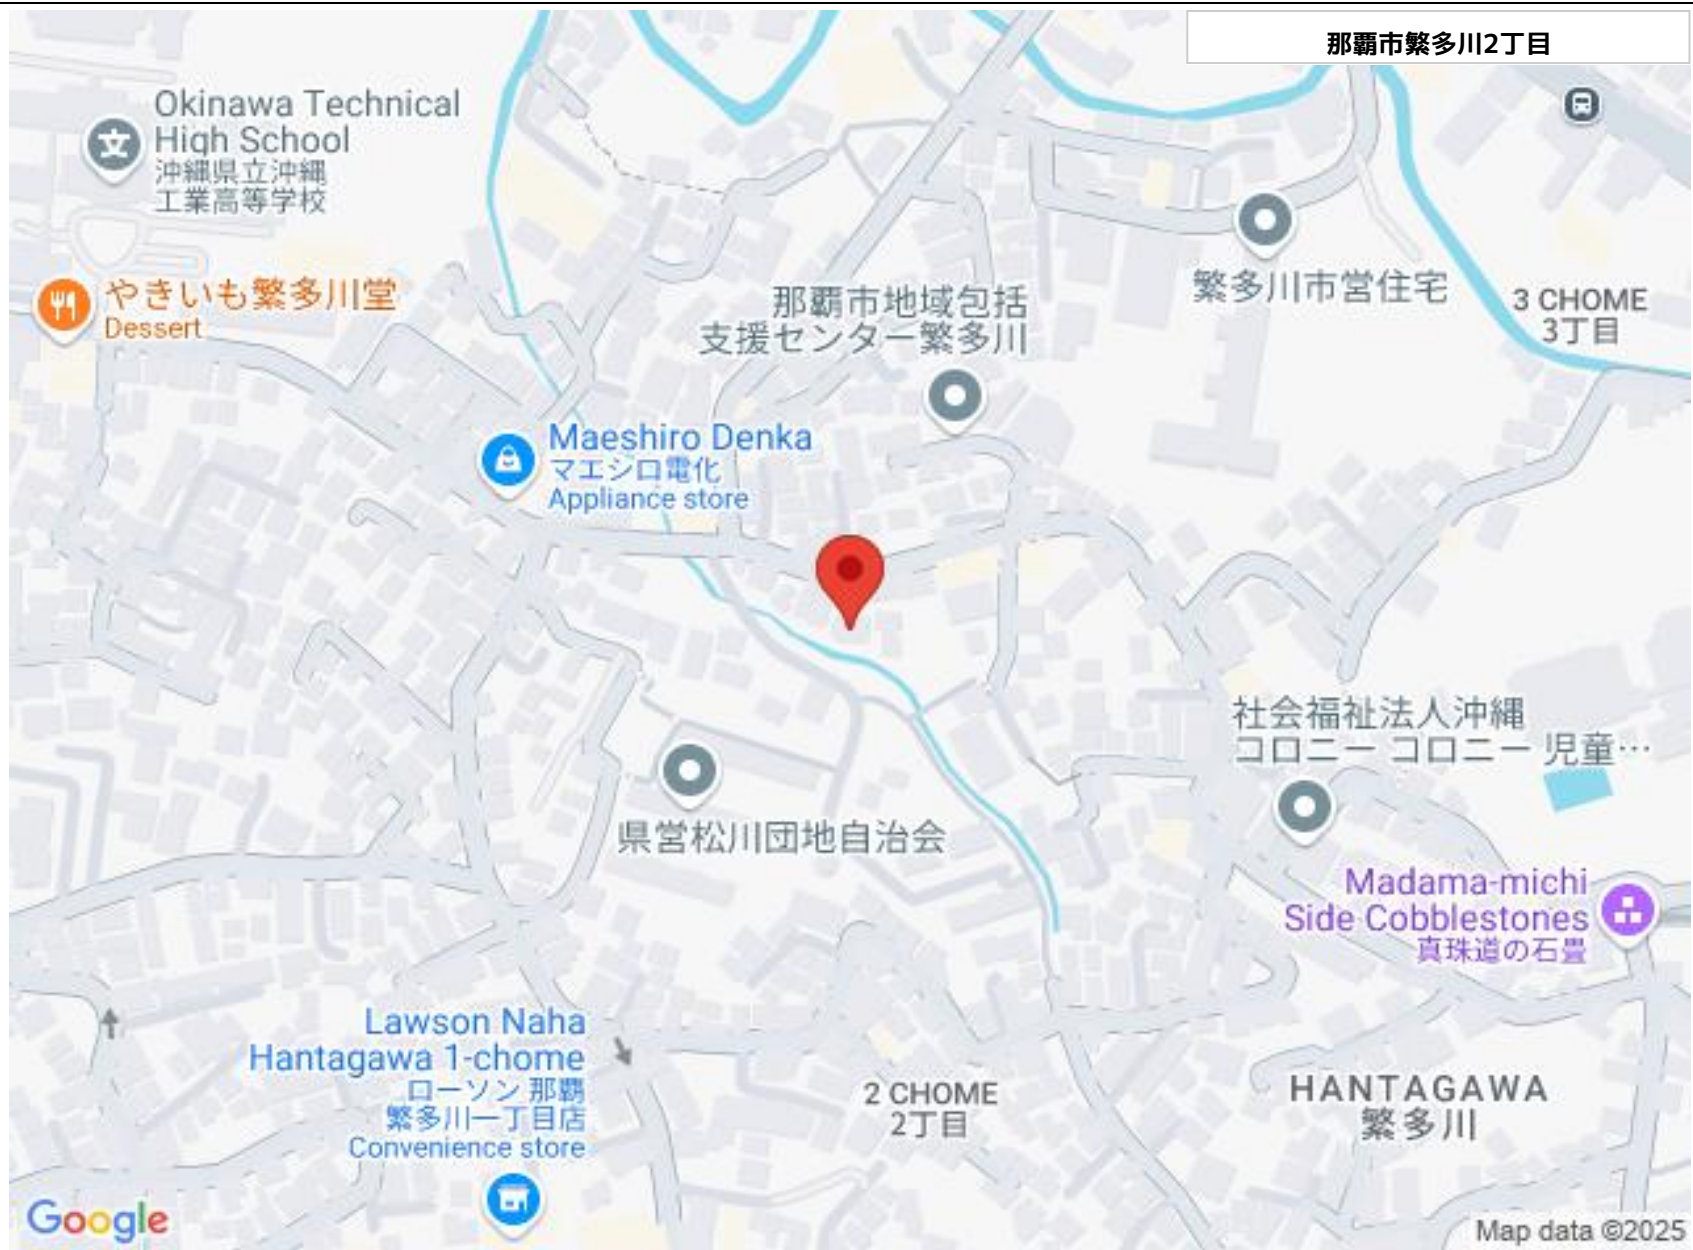 那覇市繁多川2丁目
Okinawa Technical
High School
沖縄県立沖縄
工業高等学校
やきいも繁多川堂
Dessert
那覇市地域包括
支援センター繁多川
繁多川市営住宅
3 CHOME
3丁目
Maeshiro Denka
マエシロ電化
Appliance store
社会福祉法人沖縄
コロニー コロニー 児童…
県営松川団地自治会
Madama-michi
Side Cobblestones
真珠道の石畳
Lawson Naha
Hantagawa 1-chome
ローソン 那覇
繁多川一丁目店
Convenience store
2 CHOME
2丁目
HANTAGAWA
繁多川
Google
Map data ©2025